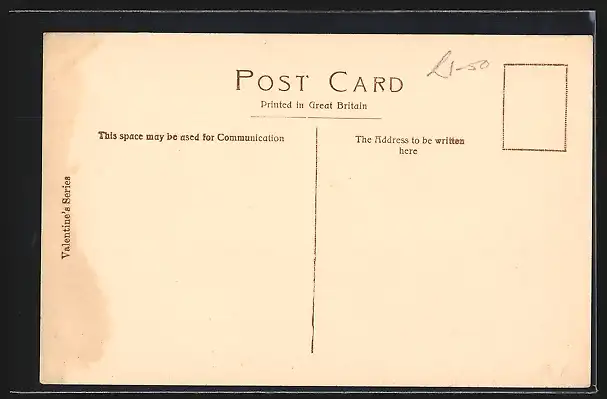 POST CARD
Printed in Great Britain
£1-50
This space may be used for Communication
The Address to be written
here
Valentine's Series